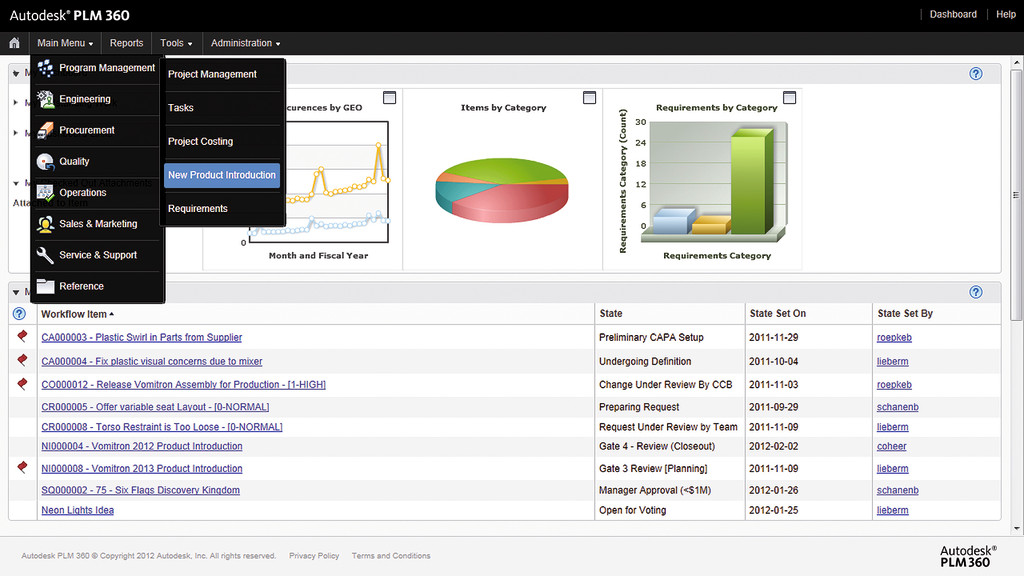 Autodesk® PLM 360
Dashboard
Help
Main Menu
Reports
Tools
Administration
Program Management
Engineering
Procurement
Quality
Operations
Sales & Marketing
Service & Support
Reference
Project Management
Tasks
Project Costing
New Product Introduction
Requirements
by GEO
0
Month and Fiscal Year
Items by Category
Requirements by Category
Requirements Category (Count)
30
24
18
12
6
0
Requirements Category
Workflow Item State State Set On State Set By
CA000003 - Plastic Swirl in Parts from Supplier Preliminary CAPA Setup 2011-11-29 roepkeb
CA000004 - Fix plastic visual concerns due to mixer Undergoing Definition 2011-10-04 lieberm
CO000012 - Release Vomitron Assembly for Production - [1-HIGH] Change Under Review By CCB 2011-11-03 roepkeb
CR000005 - Offer variable seat Layout - [0-NORMAL] Preparing Request 2011-09-29 schanenb
CR000008 - Torso Restraint is Too Loose - [0-NORMAL] Request Under Review by Team 2011-11-09 lieberm
NI000004 - Vomitron 2012 Product Introduction Gate 4 - Review (Closeout) 2012-02-02 coheer
NI000008 - Vomitron 2013 Product Introduction Gate 3 Review [Planning] 2011-11-09 lieberm
SQ000002 - 75 - Six Flags Discovery Kingdom Manager Approval (<$1M) 2012-01-26 schanenb
Neon Lights Idea Open for Voting 2012-01-25 lieberm
Autodesk PLM 360 © Copyright 2012 Autodesk, Inc. All rights reserved. Privacy Policy Terms and Conditions
Autodesk®
PLM 360